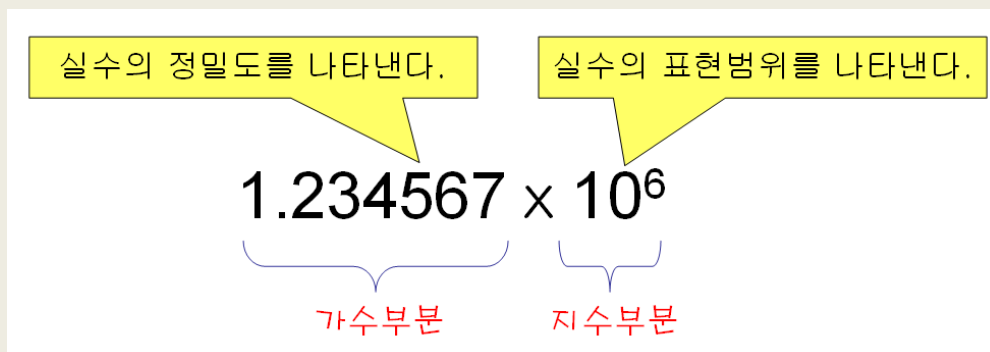 실수의 정밀도를 나타낸다.
실수의 표현범위를 나타낸다.
1.234567 x 10⁶
가수부분
지수부분